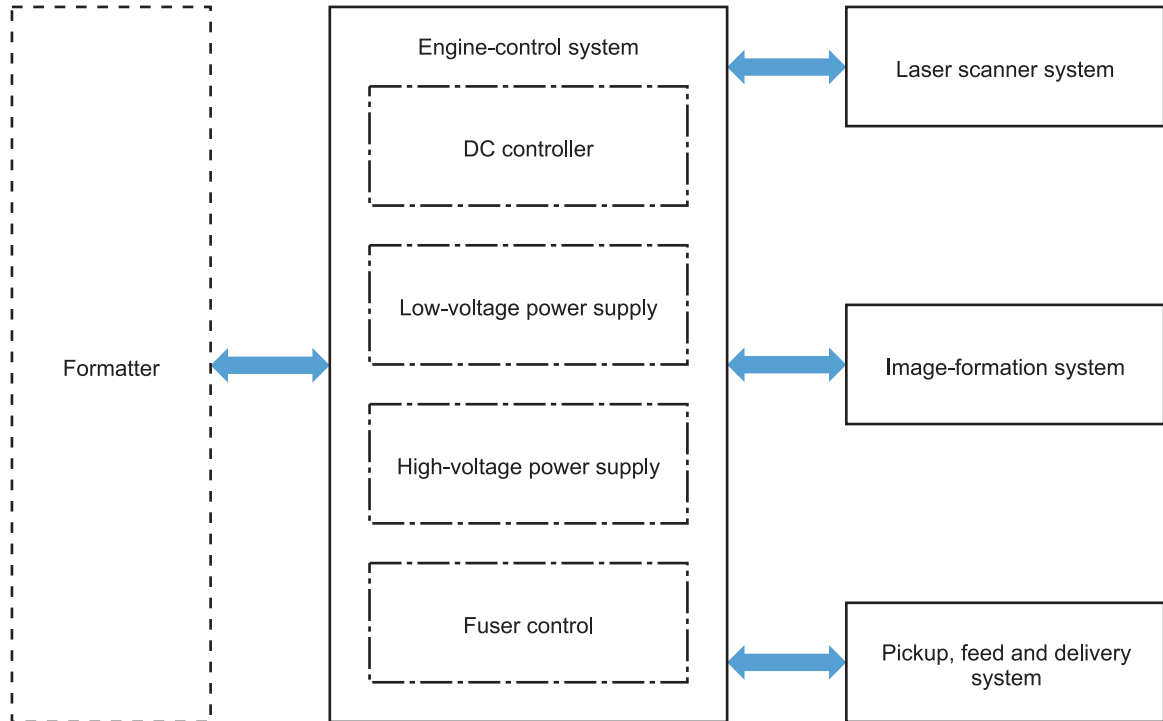 Engine-control system
Laser scanner system
DC controller
Low-voltage power supply
Formatter
Image-formation system
High-voltage power supply
Fuser control
Pickup, feed and delivery
system